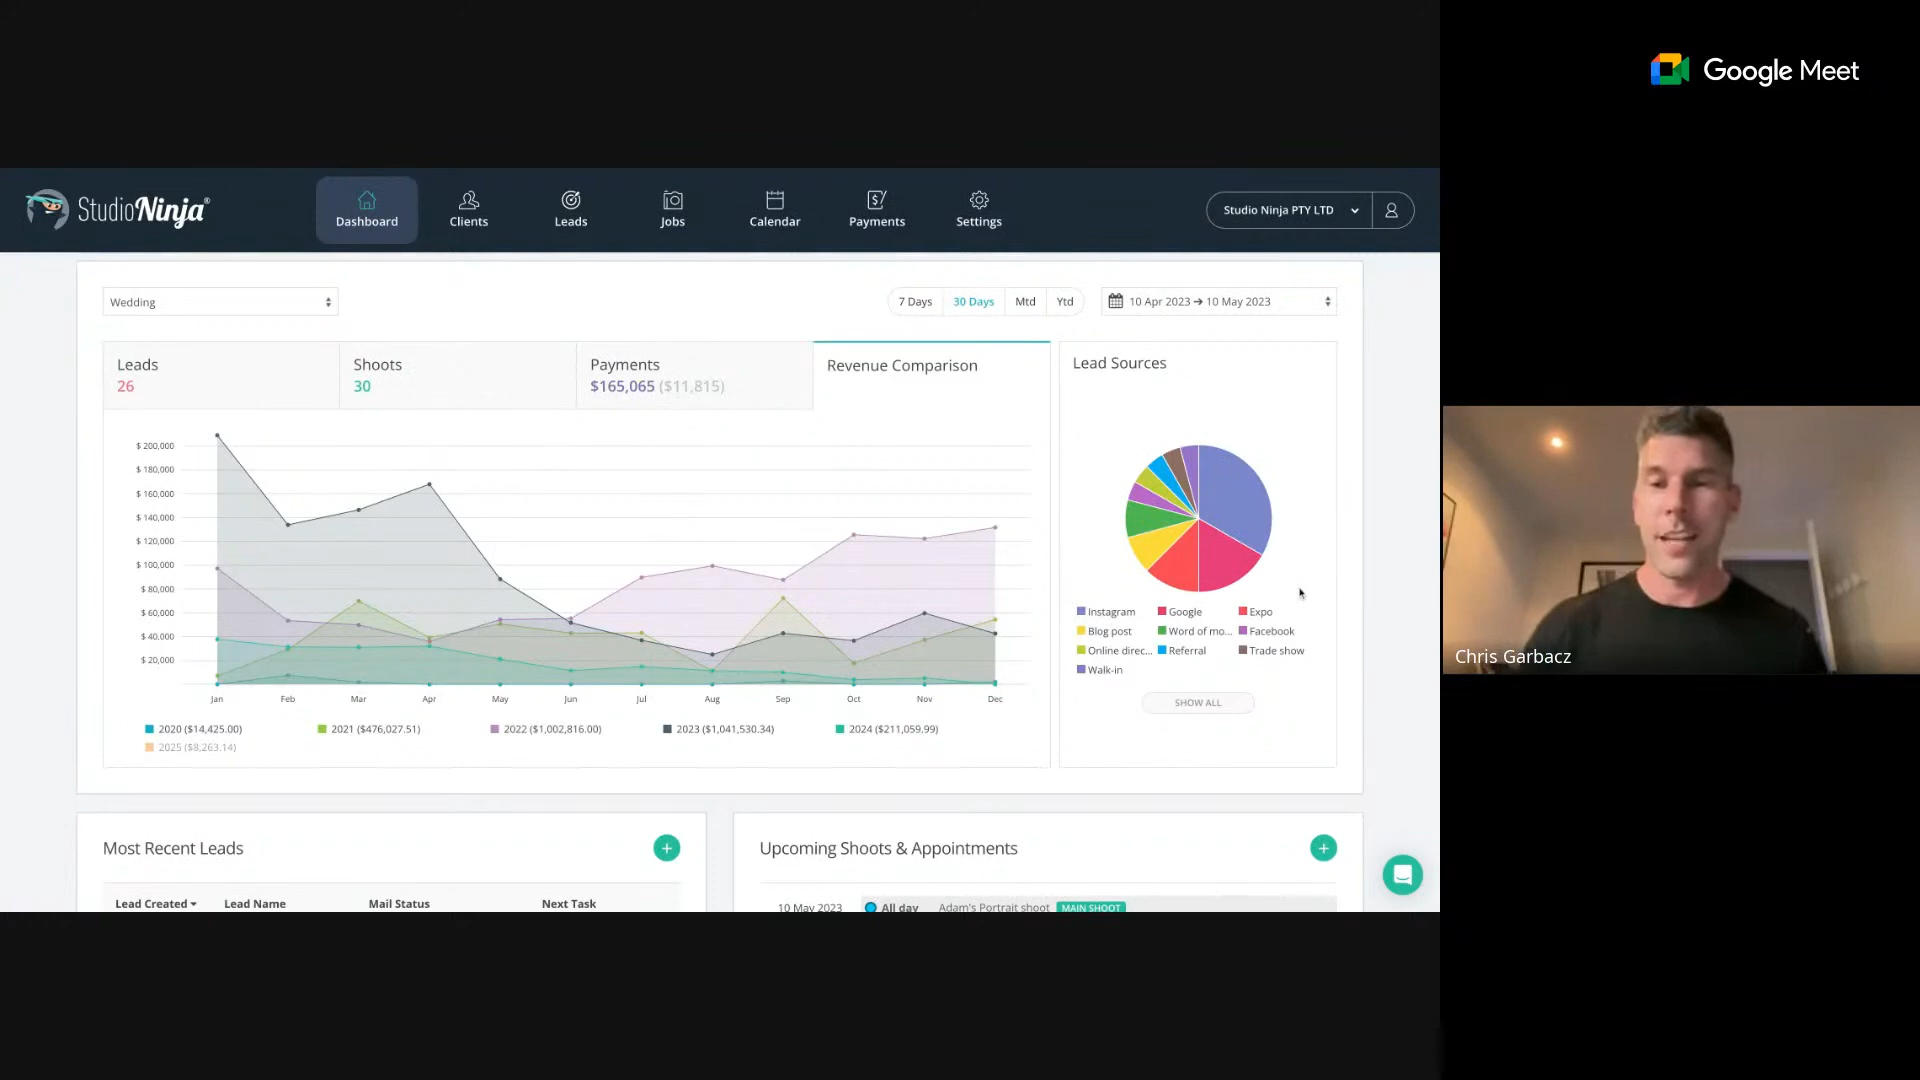 Google Meet
StudioNinja®
Dashboard
Clients
Leads
Jobs
Calendar
Payments
Settings
Studio Ninja PTY LTD
Wedding
7 Days
30 Days
Mtd
Ytd
10 Apr 2023 ➔ 10 May 2023
Leads
26
Shoots
30
Payments
$165,065 ($11,815)
Revenue Comparison
Lead Sources
$ 200,000
$ 180,000
$ 160,000
$ 140,000
$ 120,000
$ 100,000
$ 80,000
$ 60,000
$ 40,000
$ 20,000
Jan Feb Mar Apr May Jun Jul Aug Sep Oct Nov Dec
2020 ($14,425.00) 2021 ($476,027.51) 2022 ($1,002,816.00) 2023 ($1,041,530.34) 2024 ($211,059.99)
2025 ($8,263.14)
Instagram Google Expo
Blog post Word of mo... Facebook
Online direc... Referral Trade show
Walk-in
SHOW ALL
Chris Garbacz
Most Recent Leads
+
Lead Created Lead Name Mail Status Next Task
Upcoming Shoots & Appointments
+
10 May 2023 All day Adam's Portrait shoot MAIN SHOOT